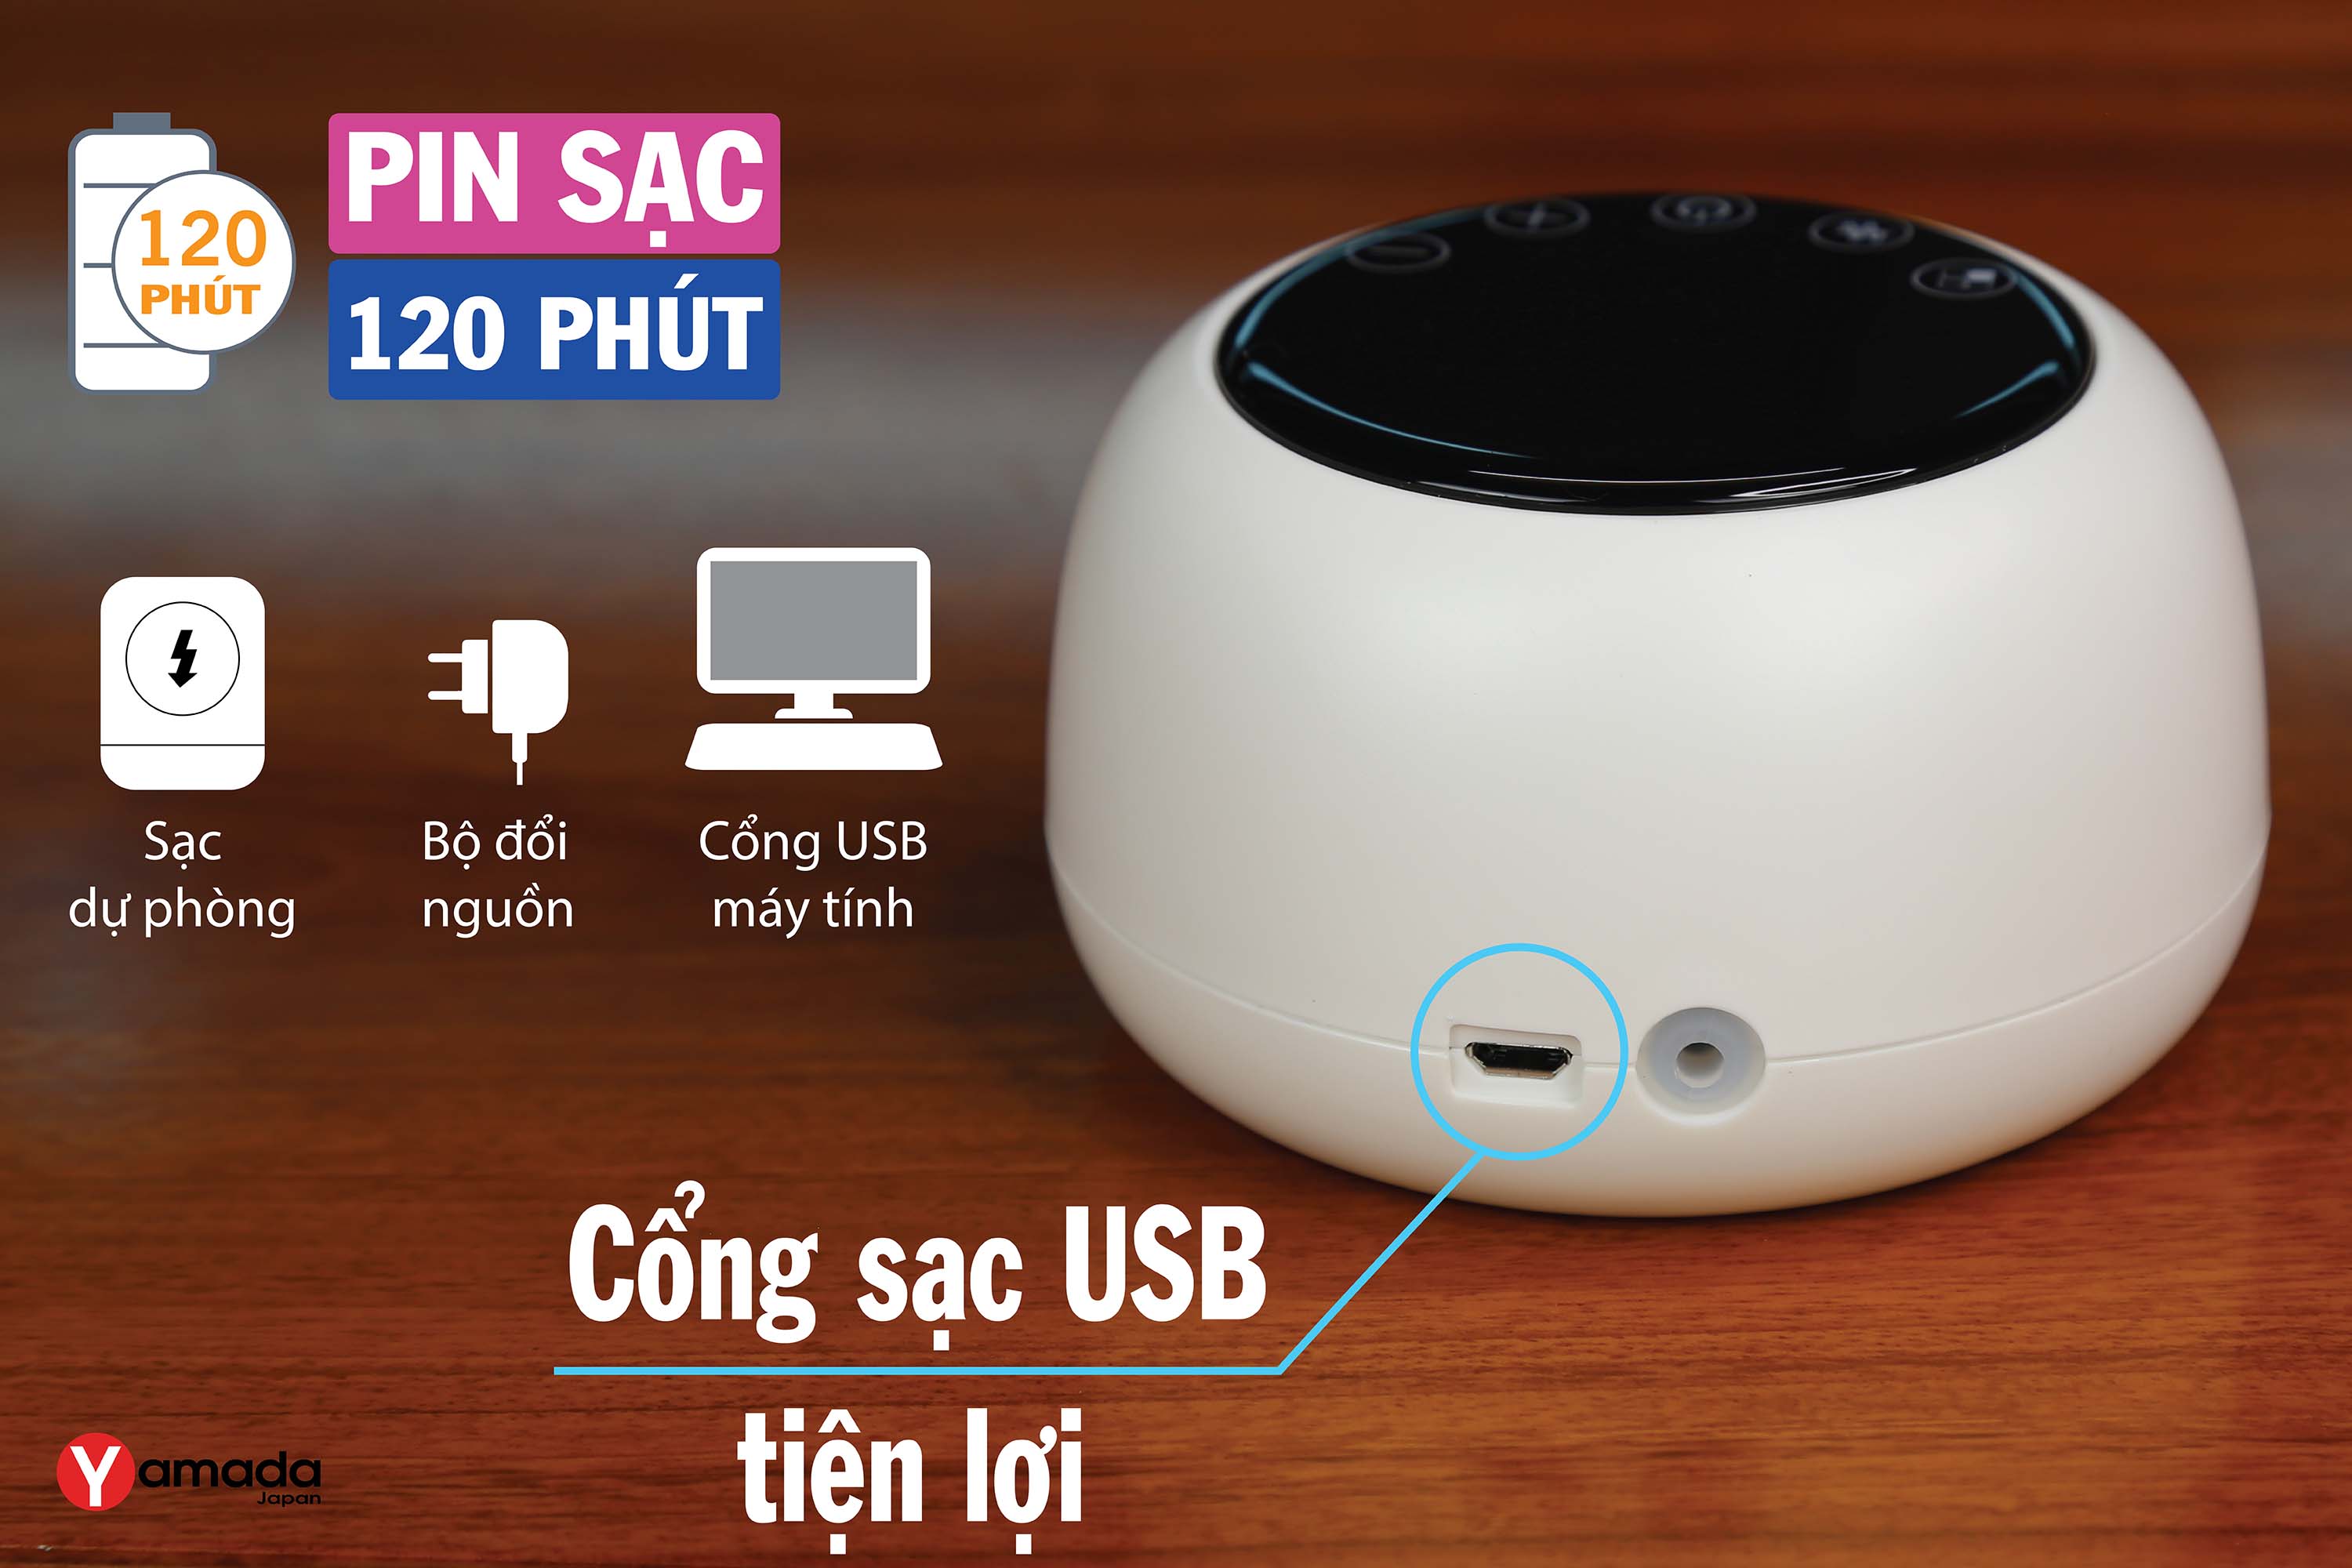 120
PHÚT
PIN SẠC
120 PHÚT
Sạc
dự phòng
Bộ đổi
nguồn
Cổng USB
máy tính
Cổng sạc USB
tiện lợi
Yamada
Japan